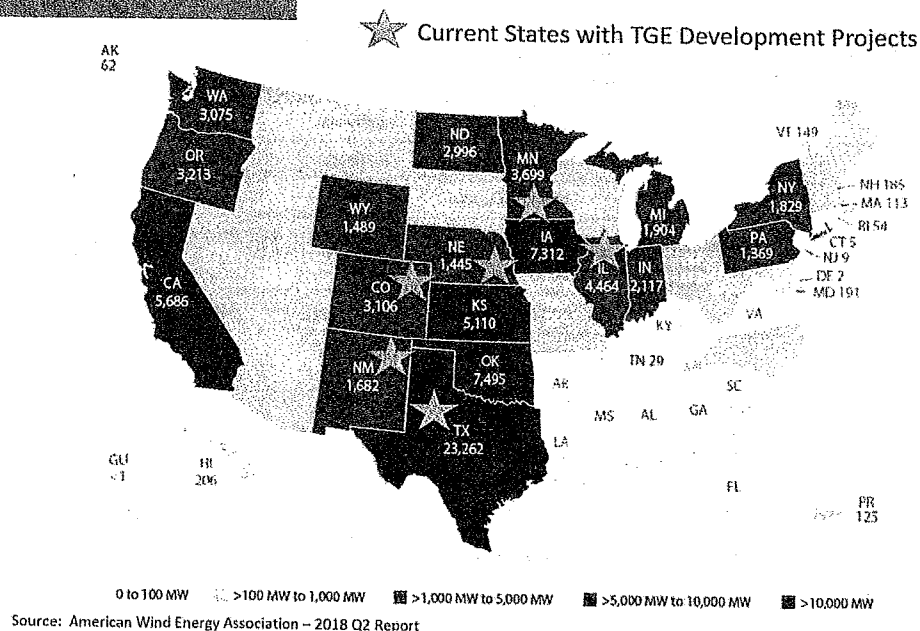 Current States with TGE Development Projects
AK
62
WA
3,075
OR
3,213
CA
5,686
WY
1,489
CO
3,106
NM
1,682
ND
2,996
NE
1,445
KS
5,110
OK
7,495
TX
23,262
MN
3,699
IA
7,312
IL
4,464
IN
2,117
MI
1,904
NY
1,829
PA
1,369
VT 149
NH 185
MA 113
RI 54
CT 5
NJ 9
DE 2
MD 191
VA
KY
TN 29
AR
SC
MS
AL
GA
LA
FL
GU
<1
HI
206
PR
125
0 to 100 MW
>100 MW to 1,000 MW
>1,000 MW to 5,000 MW
>5,000 MW to 10,000 MW
>10,000 MW
Source: American Wind Energy Association – 2018 Q2 Report